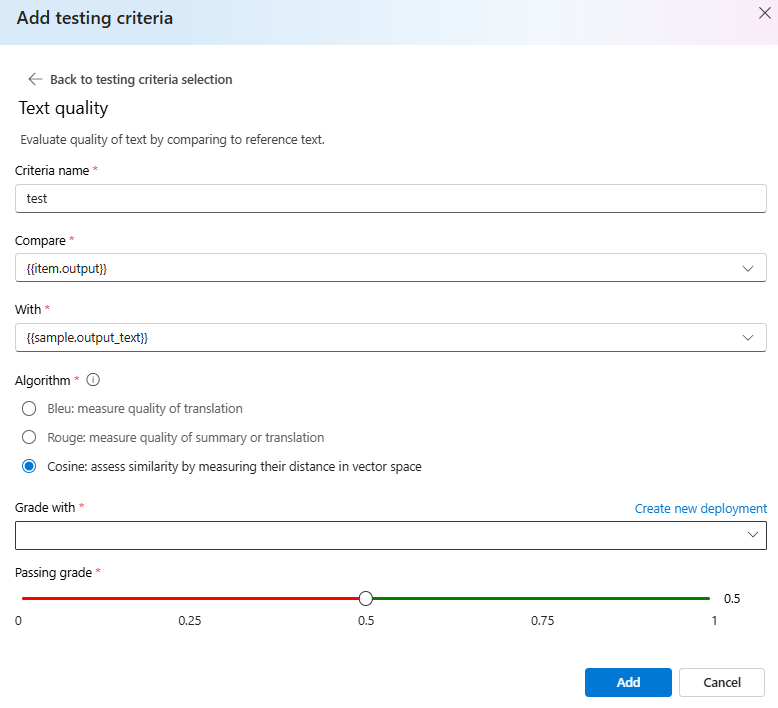 Add testing criteria
Back to testing criteria selection
Text quality
Evaluate quality of text by comparing to reference text.
Criteria name *
test
Compare *
{{item.output}}
With *
{{sample.output_text}}
Algorithm *
Bleu: measure quality of translation
Rouge: measure quality of summary or translation
Cosine: assess similarity by measuring their distance in vector space
Grade with * Create new deployment
Passing grade *
0.5
0 0.25 0.5 0.75 1
Add Cancel